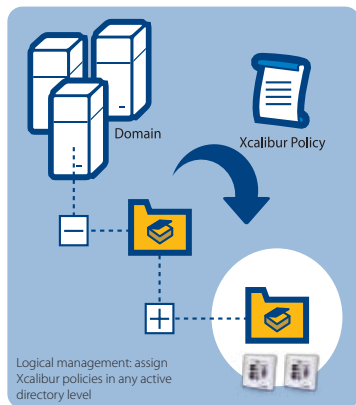 Domain
Xcalibur Policy
Logical management: assign
Xcalibur policies in any active
directory level